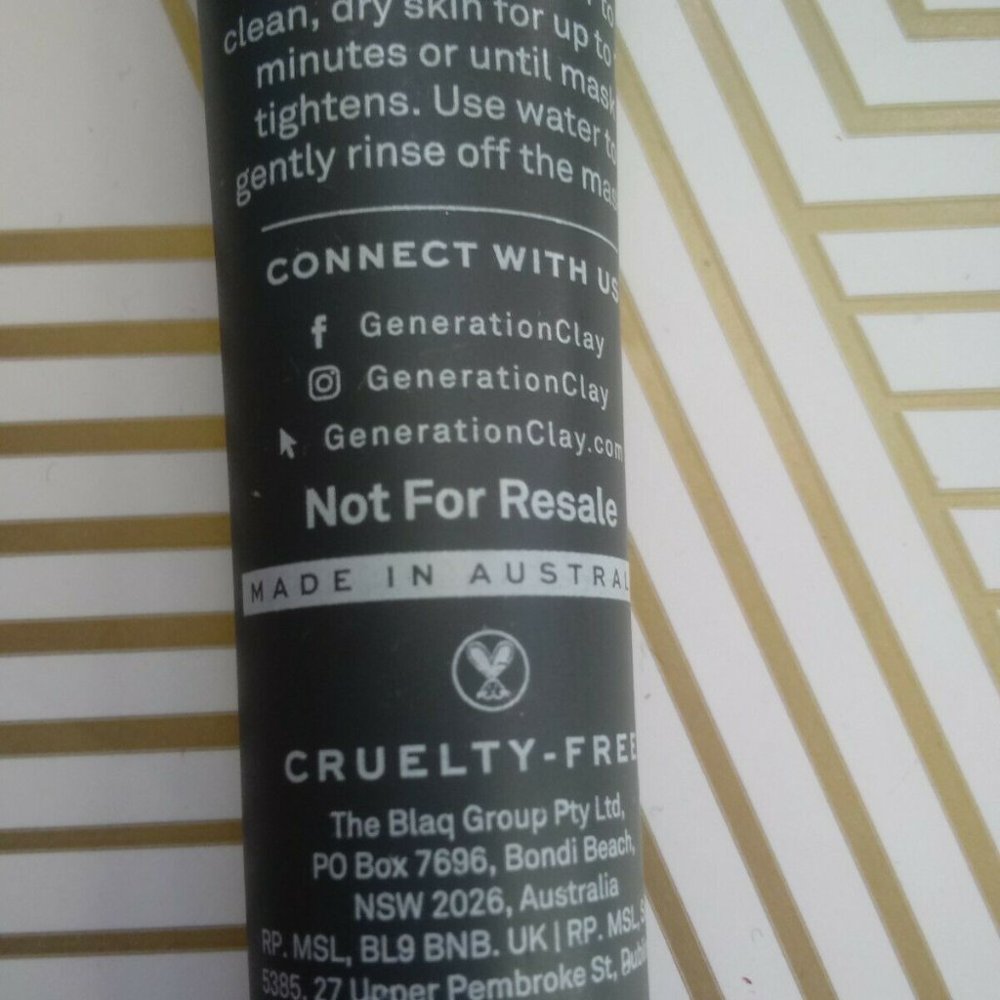 to
clean, dry skin for up to
minutes or until mask
tightens. Use water to
gently rinse off the mas
CONNECT WITH US
GenerationClay
GenerationClay
GenerationClay.com
Not For Resale
MADE IN AUSTRAL
CRUELTY-FREE
The Blaq Group Pty Ltd,
PO Box 7696, Bondi Beach,
NSW 2026, Australia
RP. MSL, BL9 BNB. UK | RP. MSL,
5385, 27 Upper Pembroke St, Dubl